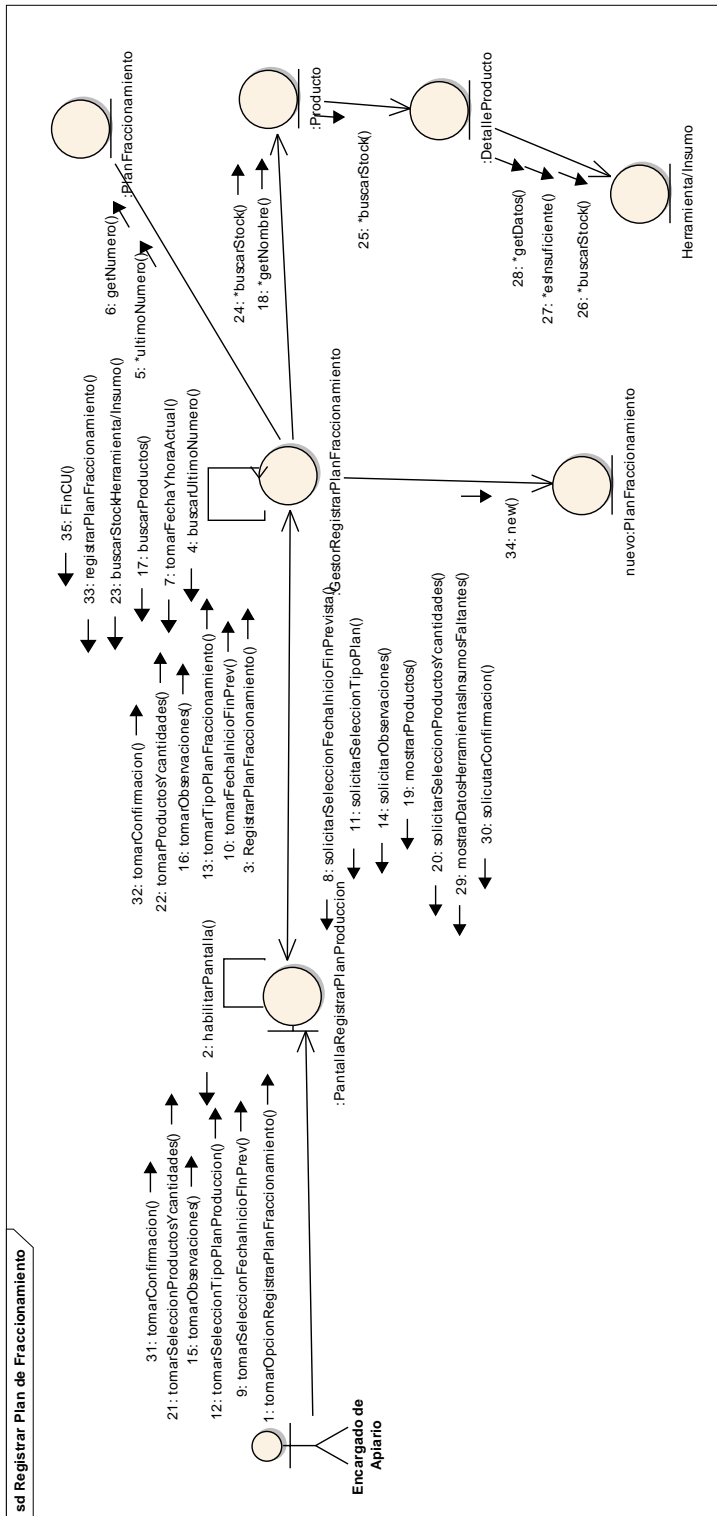 sd Registrar Plan de Fraccionamiento
Encargado de
Apiario
31: tomarConfirmacion()
21: tomarSeleccionProductosYcantidades()
15: tomarObservaciones()
12: tomarSeleccionTipoPlanProduccion()
9: tomarSeleccionFechaInicioFInPrev()
1: tomarOpcionRegistrarPlanFraccionamiento()
2: habilitarPantalla()
:PantallaRegistrarPlanProduccion
32: tomarConfirmacion()
22: tomarProductosYcantidades()
16: tomarObservaciones()
13: tomarTipoPlanFraccionamiento()
10: tomarFechaInicioFinPrev()
3: RegistrarPlanFraccionamiento()
8: solicitarSeleccionFechaInicioFinPrevista()
11: solicitarSeleccionTipoPlan()
14: solicitarObservaciones()
19: mostrarProductos()
20: solicitarSeleccionProductosYcantidades()
29: mostrarDatosHerramientasInsumosFaltantes()
30: solicutarConfirmacion()
35: FinCU()
33: registrarPlanFraccionamiento()
23: buscarStockHerramienta/Insumo()
17: buscarProductos()
7: tomarFechaYhoraActual()
4: buscarUltimoNumero()
:GestorRegistrarPlanFraccionamiento
6: getNumero()
5: *ultimoNumero()
:PlanFraccionamiento
24: *buscarStock()
18: *getNombre()
:Producto
25: *buscarStock()
:DetalleProducto
28: *getDatos()
27: *esInsuficiente()
26: *buscarStock()
Herramienta/Insumo
34: new()
nuevo:PlanFraccionamiento